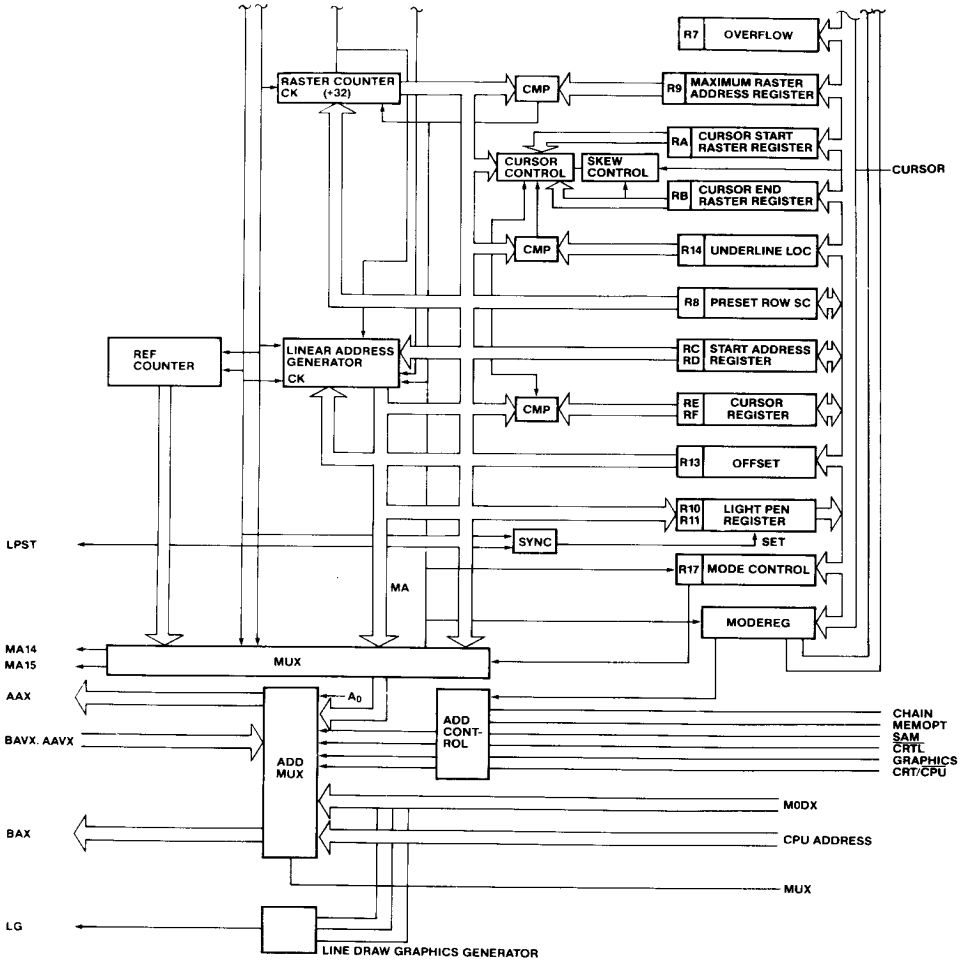 R7 OVERFLOW
RASTER COUNTER
CK (+32)
CMP
R9 MAXIMUM RASTER
ADDRESS REGISTER
RA CURSOR START
RASTER REGISTER
CURSOR
CONTROL
SKEW
CONTROL
CURSOR
RB CURSOR END
RASTER REGISTER
CMP
R14 UNDERLINE LOC
R8 PRESET ROW SC
REF
COUNTER
LINEAR ADDRESS
GENERATOR
CK
RC
RD
START ADDRESS
REGISTER
CMP
RE
RF
CURSOR
REGISTER
R13 OFFSET
R10
R11
LIGHT PEN
REGISTER
LPST
SYNC
SET
R17 MODE CONTROL
MA
MODEREG
MA14
MA15
MUX
AAX
A0
ADD
CONT-
ROL
CHAIN
MEMOPT
SAM
CRTL
GRAPHICS
CRT/CPU
BAVX. AAVX
ADD
MUX
M0DX
BAX
CPU ADDRESS
MUX
LG
LINE DRAW GRAPHICS GENERATOR